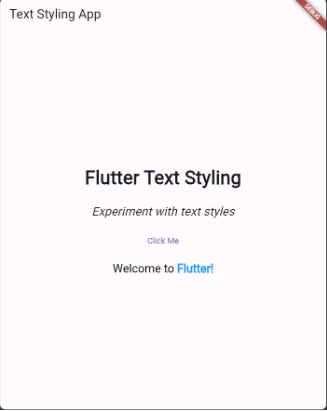 Text Styling App
DEBUG
Flutter Text Styling
Experiment with text styles
Click Me
Welcome to Flutter!